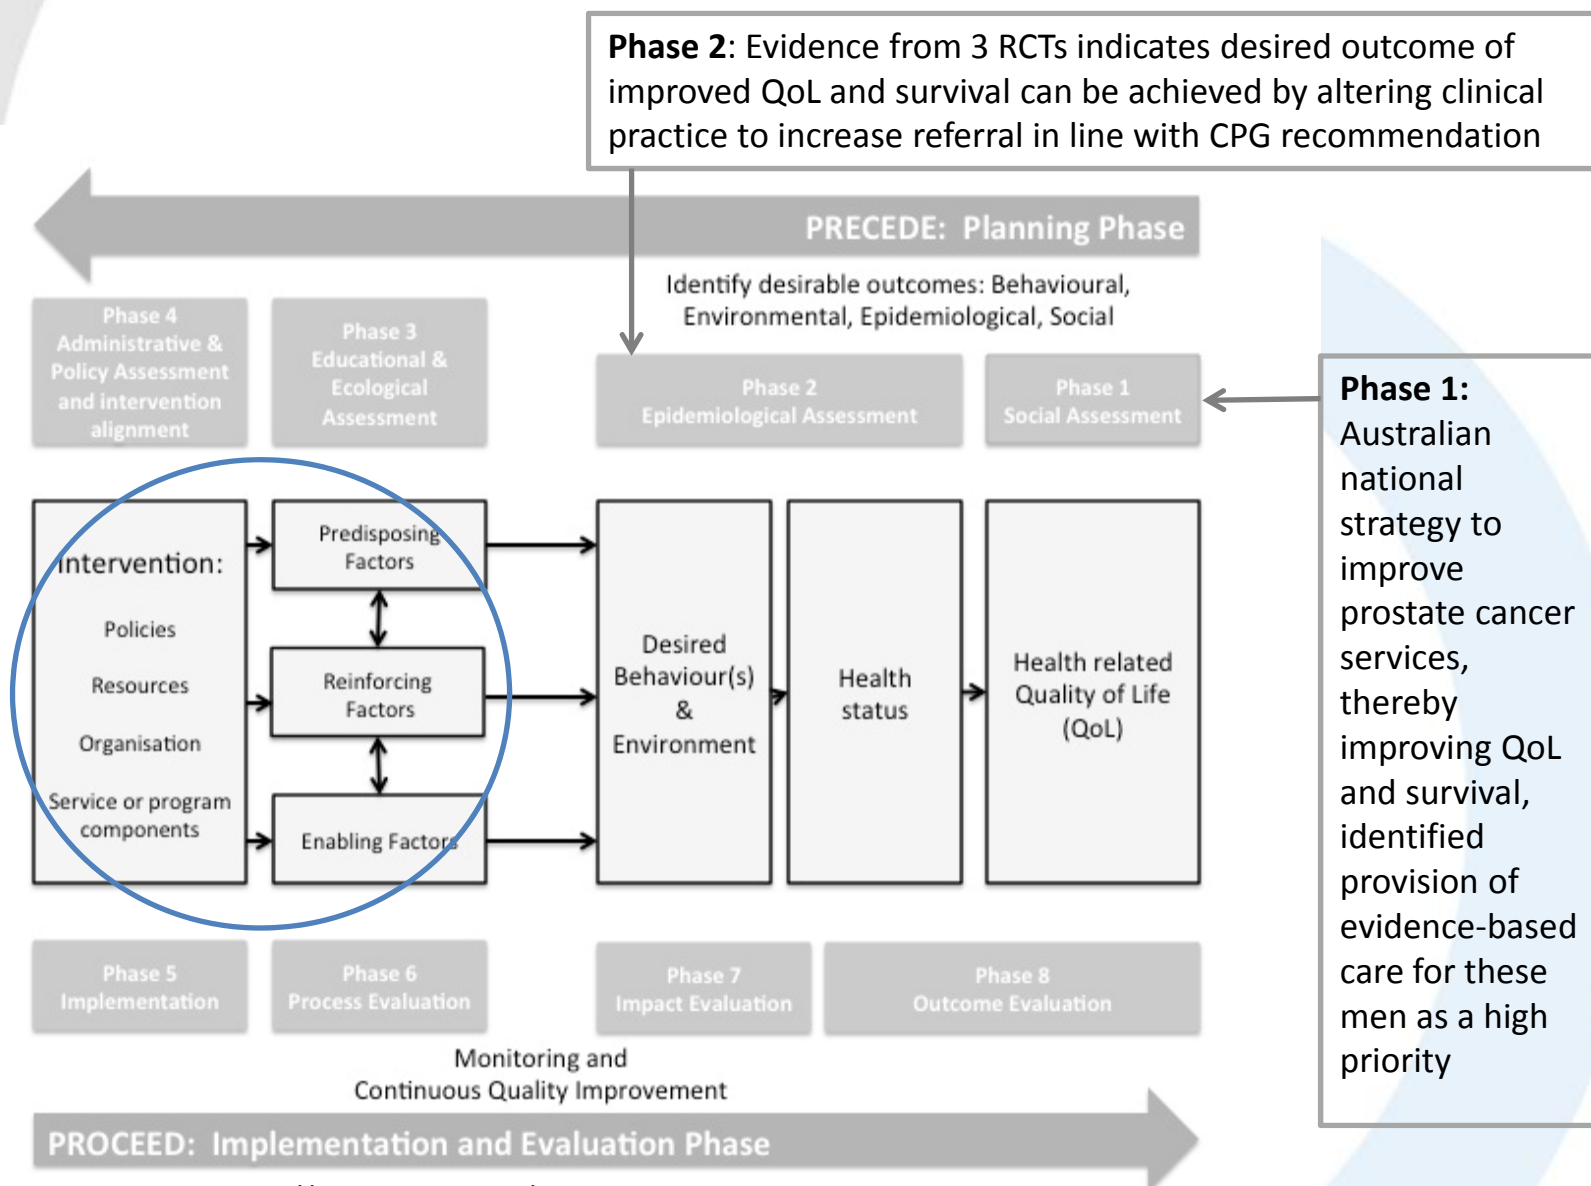 Phase 2: Evidence from 3 RCTs indicates desired outcome of
improved QoL and survival can be achieved by altering clinical
practice to increase referral in line with CPG recommendation
PRECEDE: Planning Phase
Identify desirable outcomes: Behavioural,
Environmental, Epidemiological, Social
Phase 4
Administrative &
Policy Assessment
and intervention
alignment
Phase 3
Educational &
Ecological
Assessment
Phase 2
Epidemiological Assessment
Phase 1
Social Assessment
Phase 1:
Australian
national
strategy to
improve
prostate cancer
services,
thereby
improving QoL
and survival,
identified
provision of
evidence-based
care for these
men as a high
priority
Intervention:
Policies
Resources
Organisation
Service or program
components
Predisposing
Factors
Reinforcing
Factors
Enabling Factors
Desired
Behaviour(s)
&
Environment
Health
status
Health related
Quality of Life
(QoL)
Phase 5
Implementation
Phase 6
Process Evaluation
Phase 7
Impact Evaluation
Phase 8
Outcome Evaluation
Monitoring and
Continuous Quality Improvement
PROCEED: Implementation and Evaluation Phase